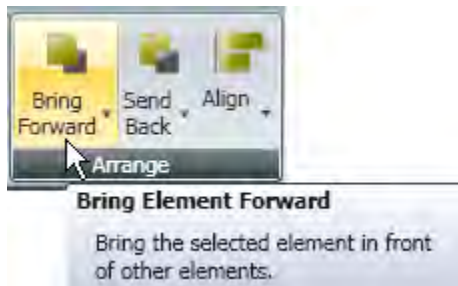 Bring Forward
Send Back
Align
Arrange
Bring Element Forward
Bring the selected element in front
of other elements.